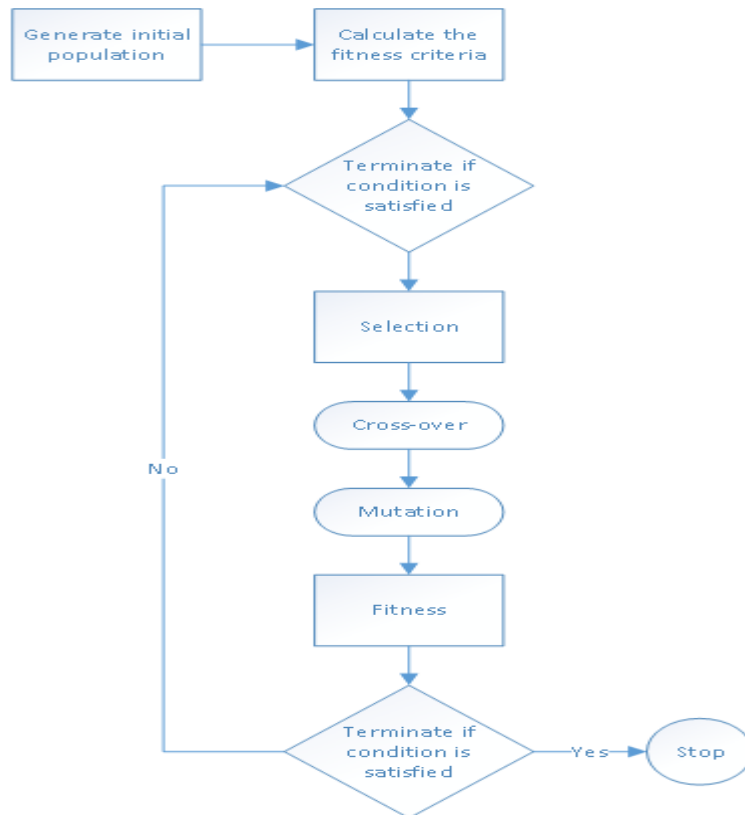 Generate initial
population
Calculate the
fitness criteria
Terminate if
condition is
satisfied
Selection
Cross-over
No
Mutation
Fitness
Terminate if
condition is
satisfied
Yes
Stop